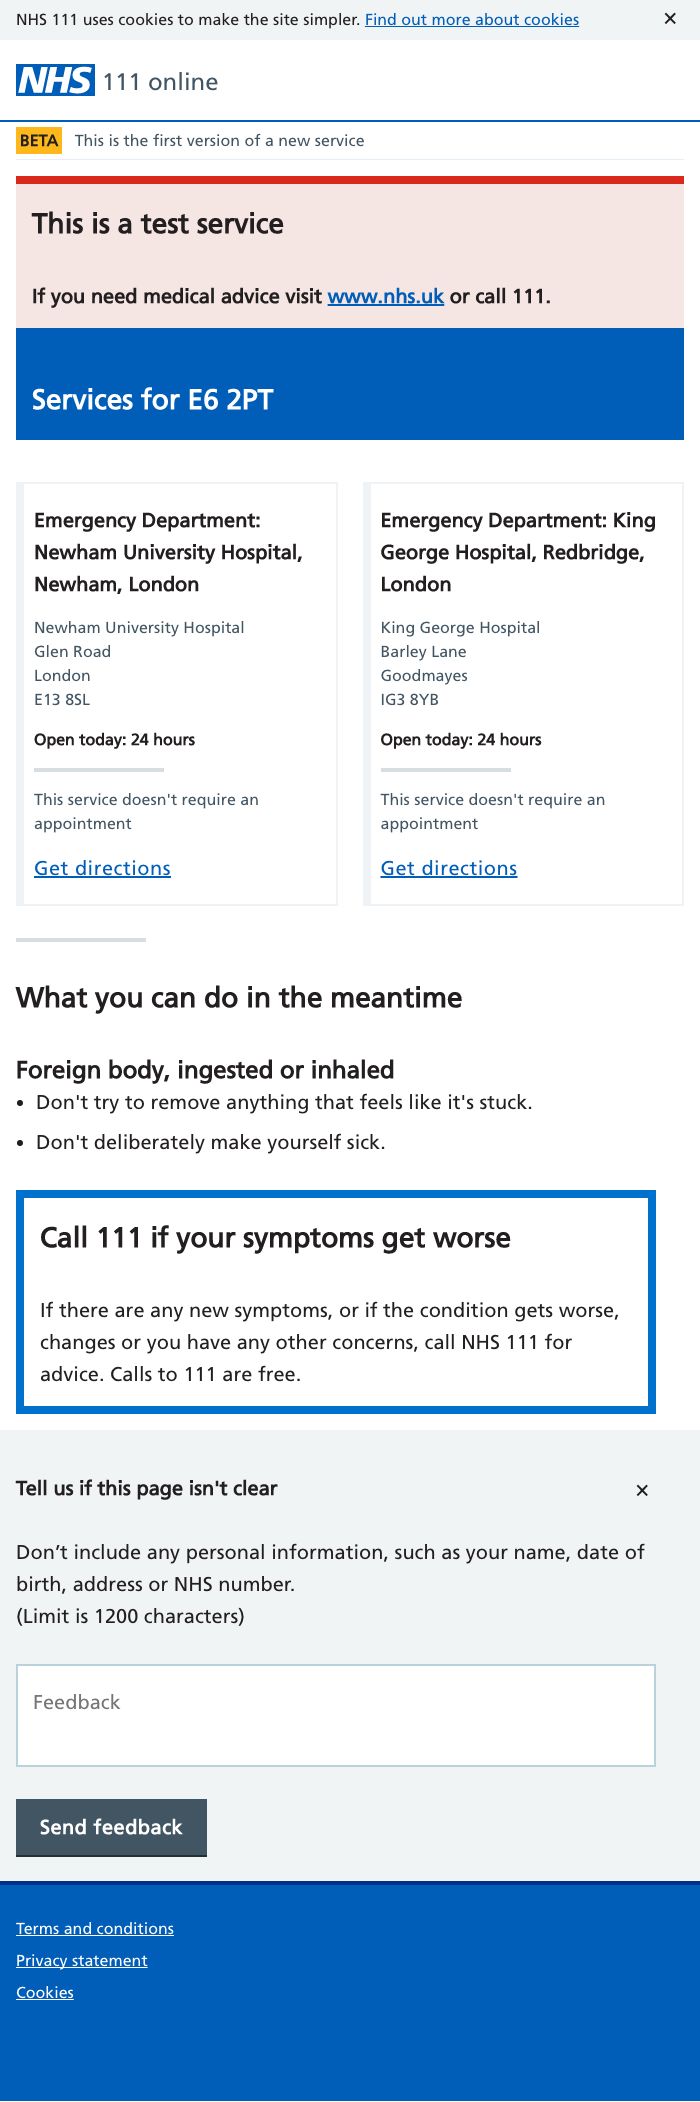 NHS 111 uses cookies to make the site simpler. Find out more about cookies ✕
NHS 111 online
BETA This is the first version of a new service
This is a test service
If you need medical advice visit www.nhs.uk or call 111.
Services for E6 2PT
Emergency Department:
Newham University Hospital,
Newham, London
Newham University Hospital
Glen Road
London
E13 8SL
Open today: 24 hours
This service doesn't require an
appointment
Get directions
Emergency Department: King
George Hospital, Redbridge,
London
King George Hospital
Barley Lane
Goodmayes
IG3 8YB
Open today: 24 hours
This service doesn't require an
appointment
Get directions
What you can do in the meantime
Foreign body, ingested or inhaled
• Don't try to remove anything that feels like it's stuck.
• Don't deliberately make yourself sick.
Call 111 if your symptoms get worse
If there are any new symptoms, or if the condition gets worse,
changes or you have any other concerns, call NHS 111 for
advice. Calls to 111 are free.
Tell us if this page isn't clear ✕
Don’t include any personal information, such as your name, date of
birth, address or NHS number.
(Limit is 1200 characters)
Feedback
Send feedback
Terms and conditions
Privacy statement
Cookies